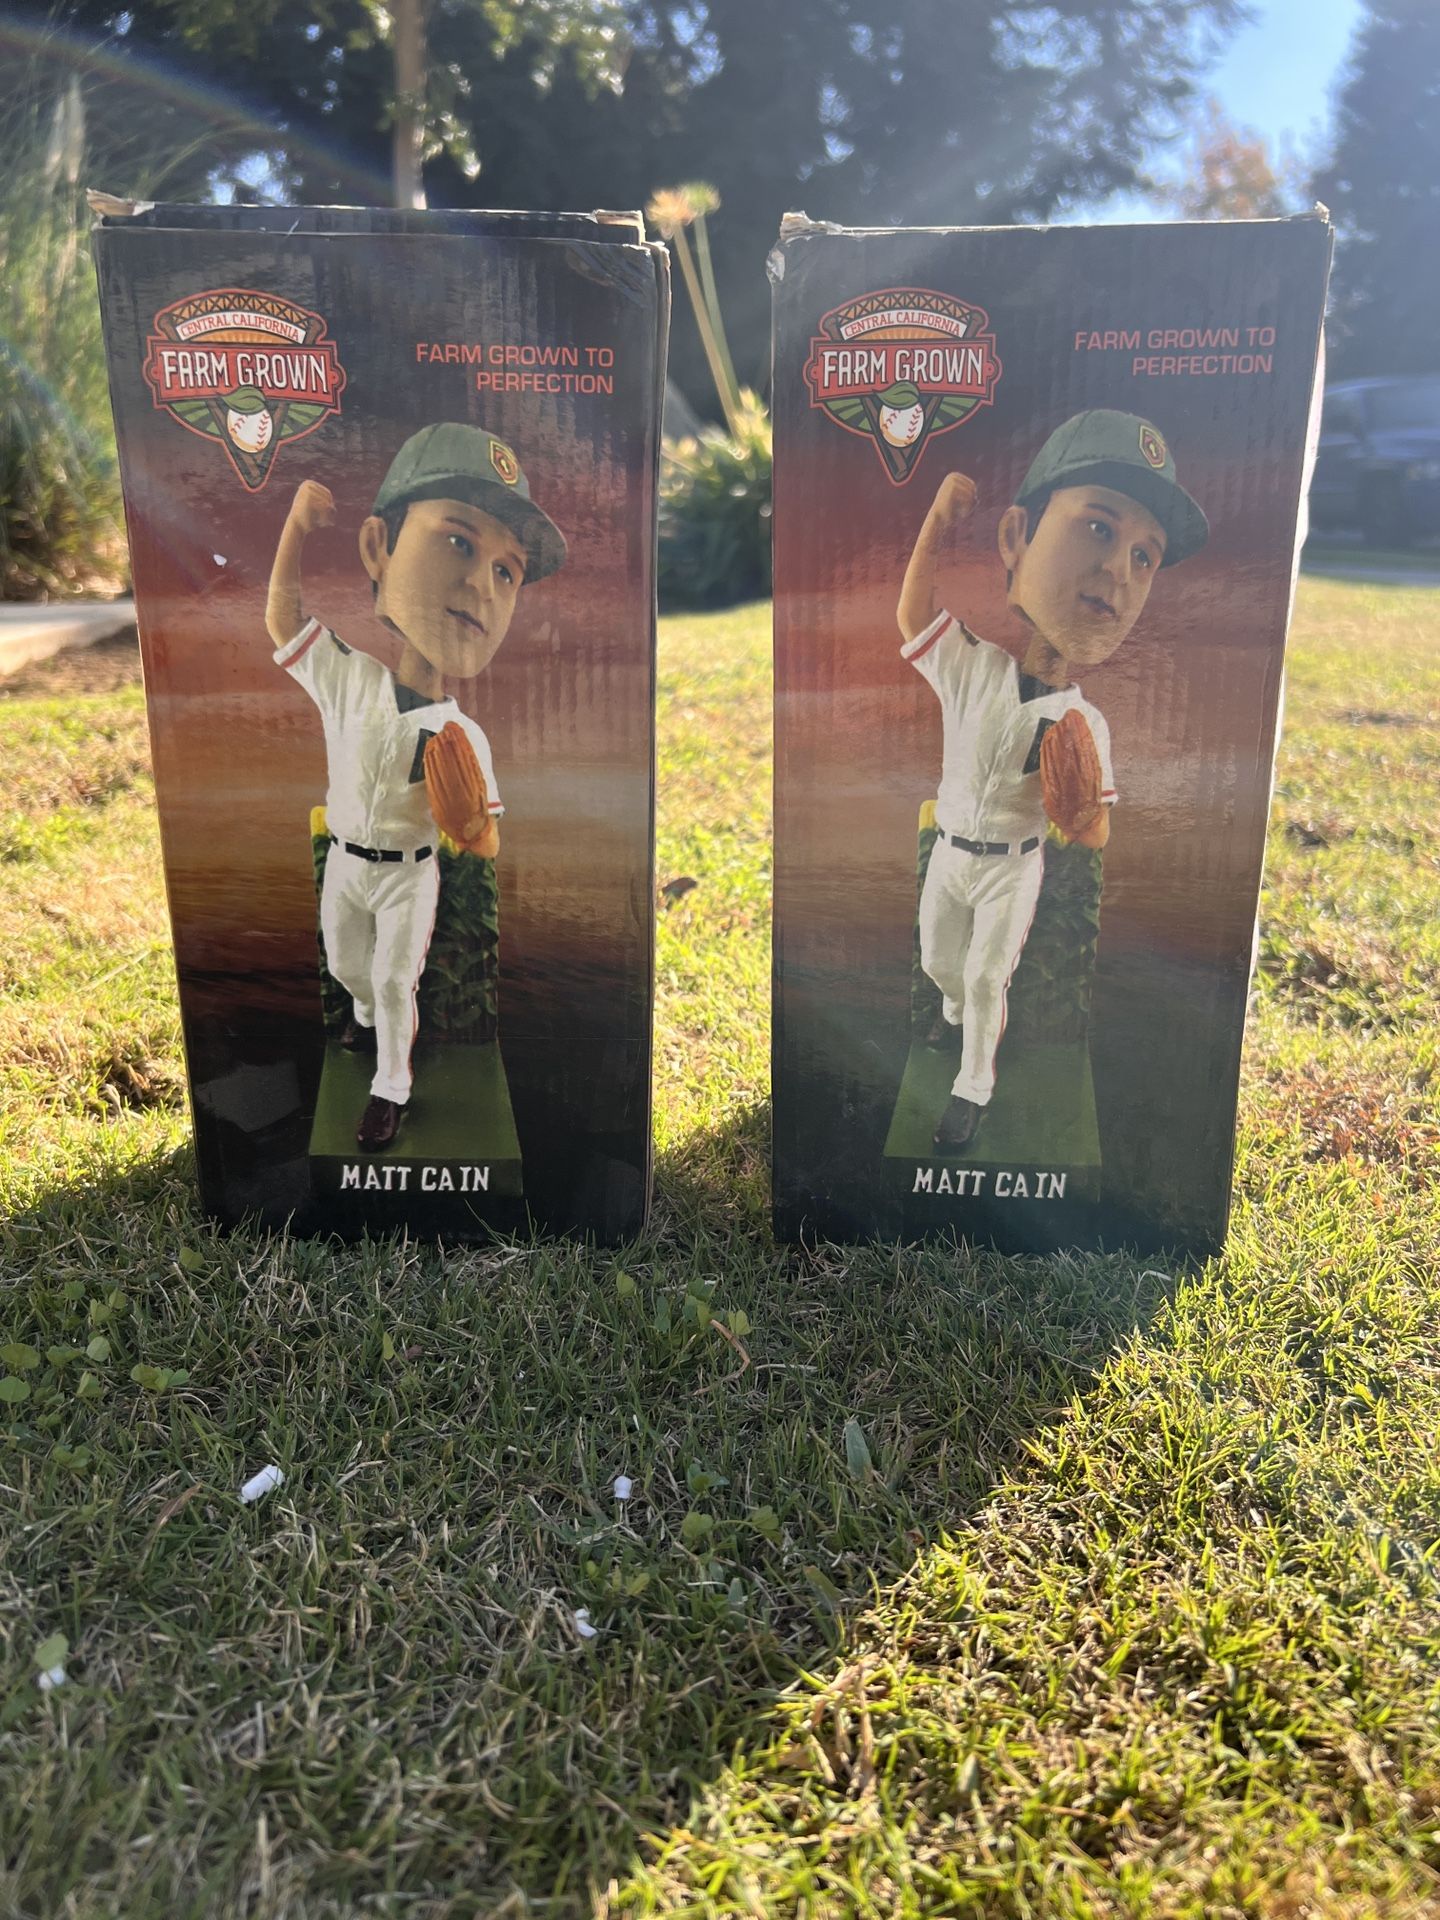 CENTRAL CALIFORNIA
FARM GROWN
FARM GROWN TO
PERFECTION
MATT CAIN
CENTRAL CALIFORNIA
FARM GROWN
FARM GROWN TO
PERFECTION
MATT CAIN